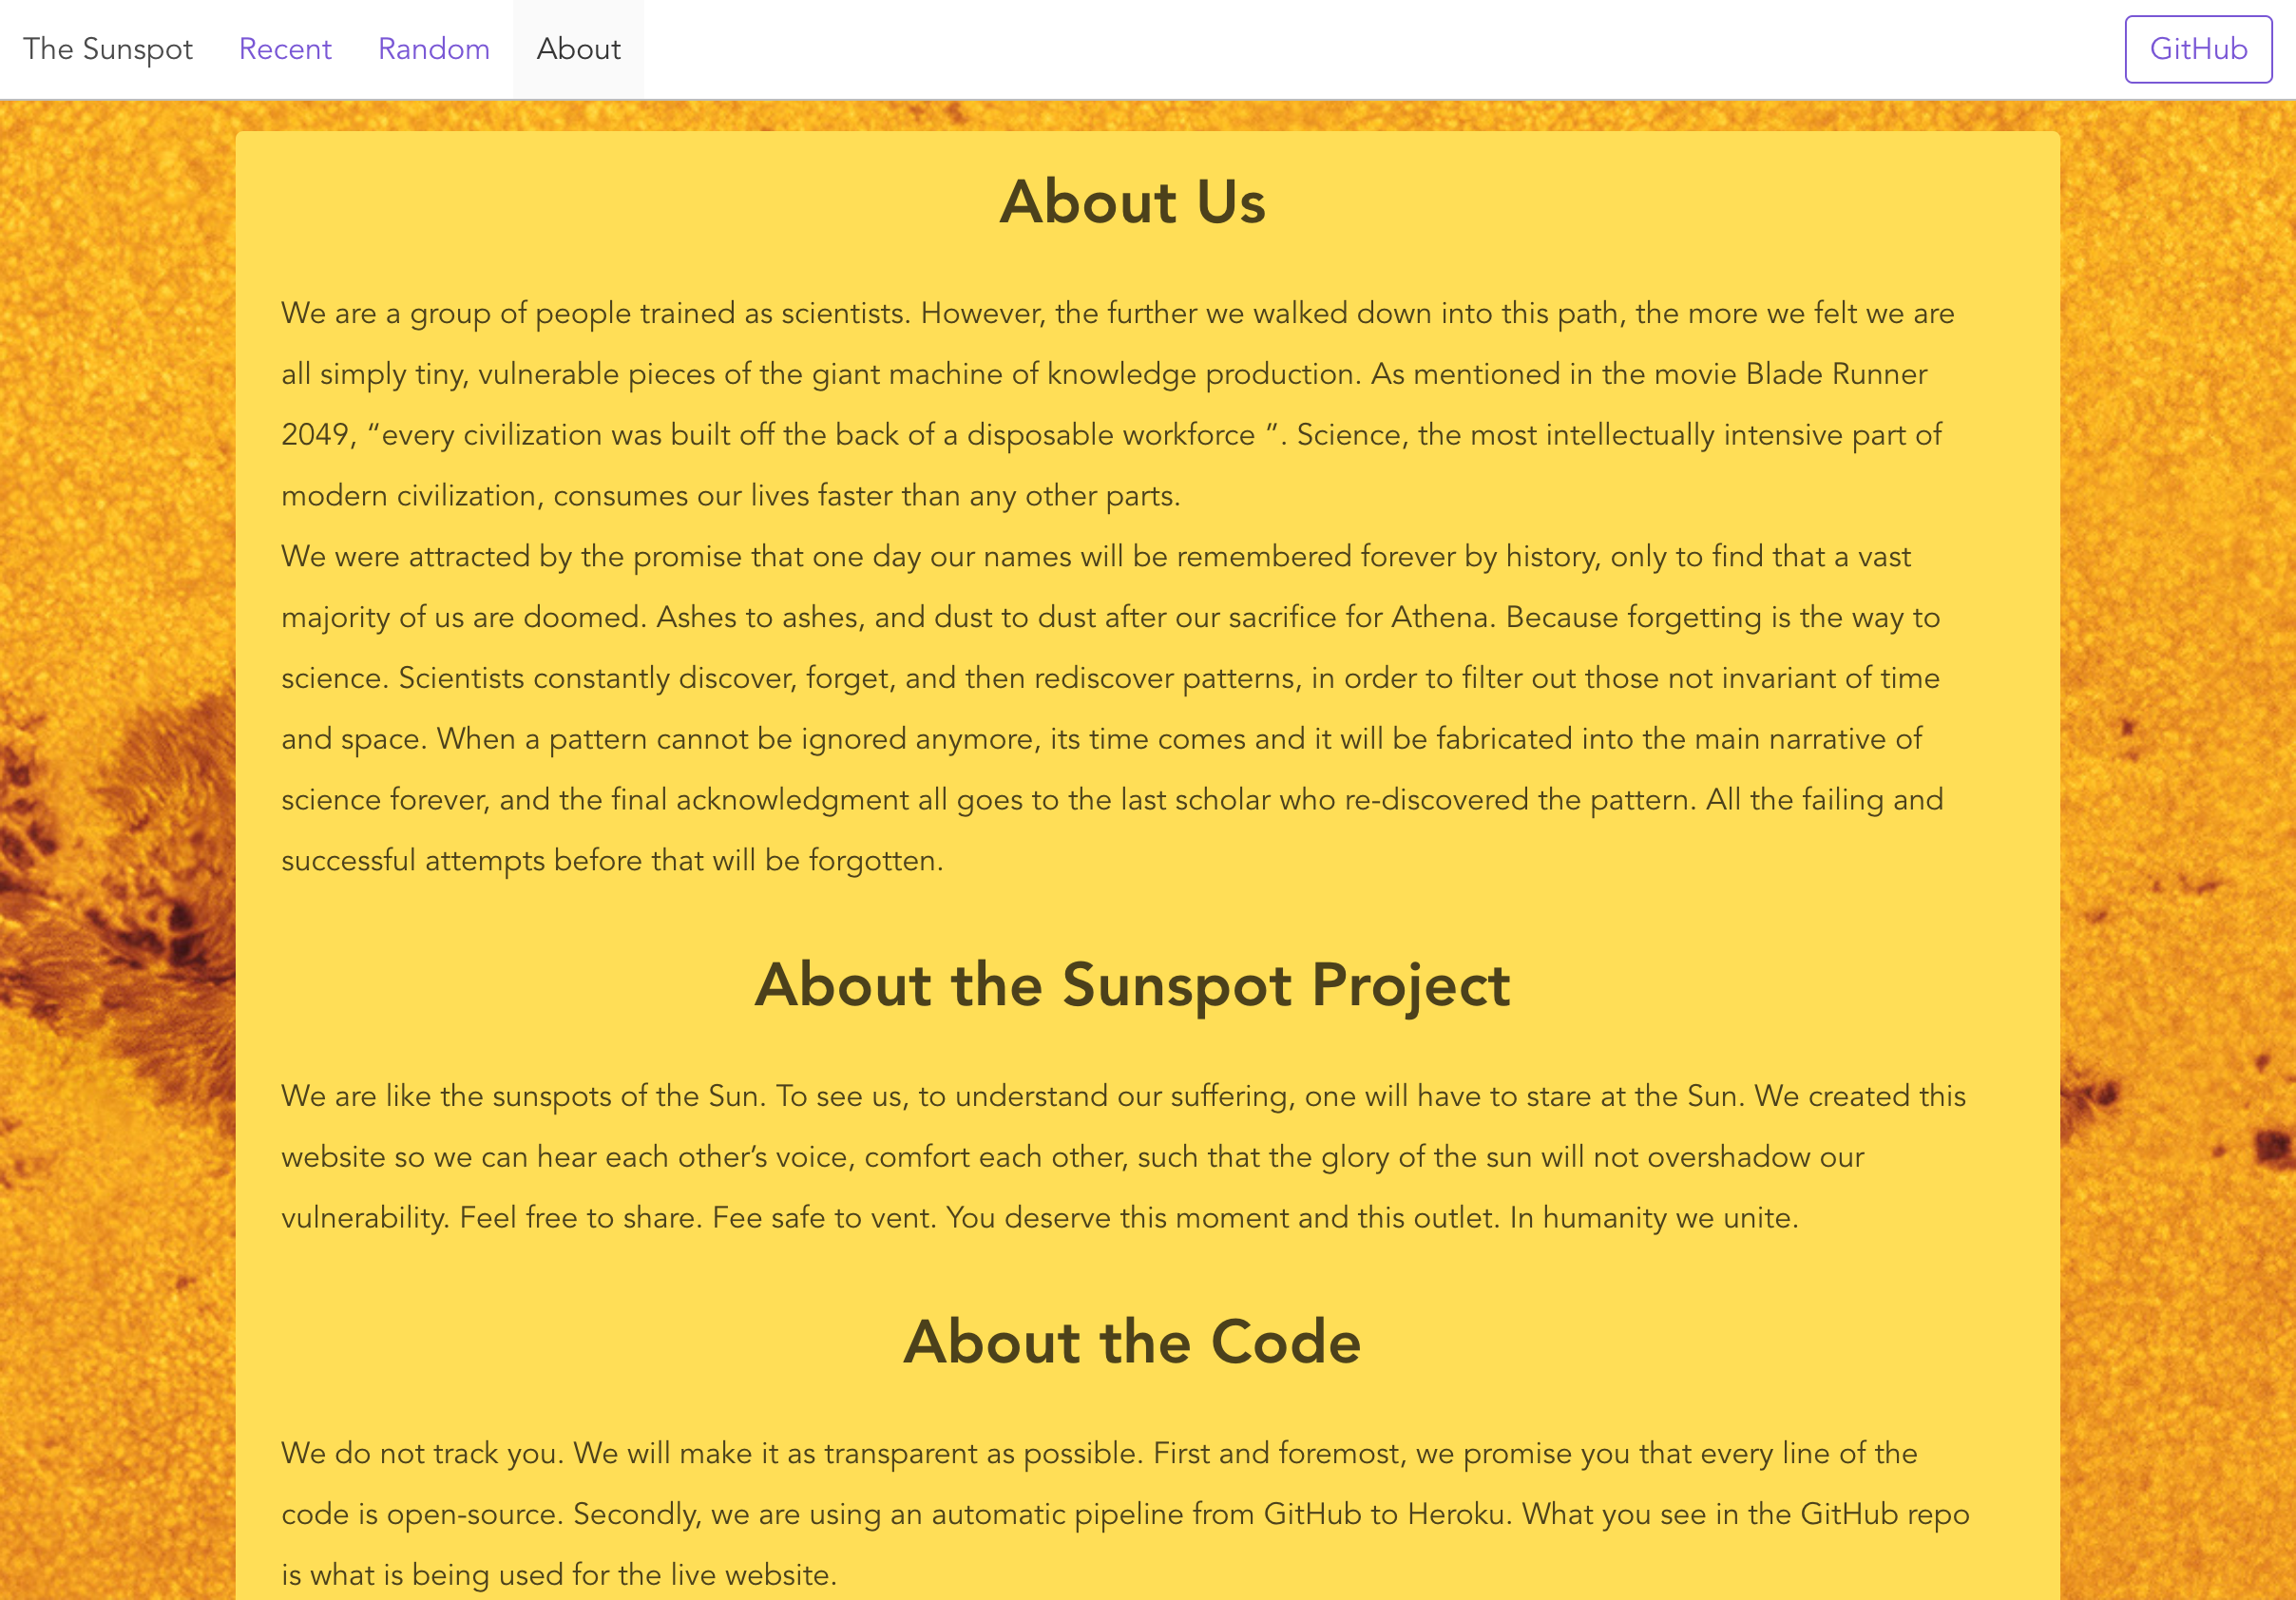 The Sunspot Recent Random About GitHub
About Us
We are a group of people trained as scientists. However, the further we walked down into this path, the more we felt we are
all simply tiny, vulnerable pieces of the giant machine of knowledge production. As mentioned in the movie Blade Runner
2049, “every civilization was built off the back of a disposable workforce ”. Science, the most intellectually intensive part of
modern civilization, consumes our lives faster than any other parts.
We were attracted by the promise that one day our names will be remembered forever by history, only to find that a vast
majority of us are doomed. Ashes to ashes, and dust to dust after our sacrifice for Athena. Because forgetting is the way to
science. Scientists constantly discover, forget, and then rediscover patterns, in order to filter out those not invariant of time
and space. When a pattern cannot be ignored anymore, its time comes and it will be fabricated into the main narrative of
science forever, and the final acknowledgment all goes to the last scholar who re-discovered the pattern. All the failing and
successful attempts before that will be forgotten.
About the Sunspot Project
We are like the sunspots of the Sun. To see us, to understand our suffering, one will have to stare at the Sun. We created this
website so we can hear each other’s voice, comfort each other, such that the glory of the sun will not overshadow our
vulnerability. Feel free to share. Fee safe to vent. You deserve this moment and this outlet. In humanity we unite.
About the Code
We do not track you. We will make it as transparent as possible. First and foremost, we promise you that every line of the
code is open-source. Secondly, we are using an automatic pipeline from GitHub to Heroku. What you see in the GitHub repo
is what is being used for the live website.